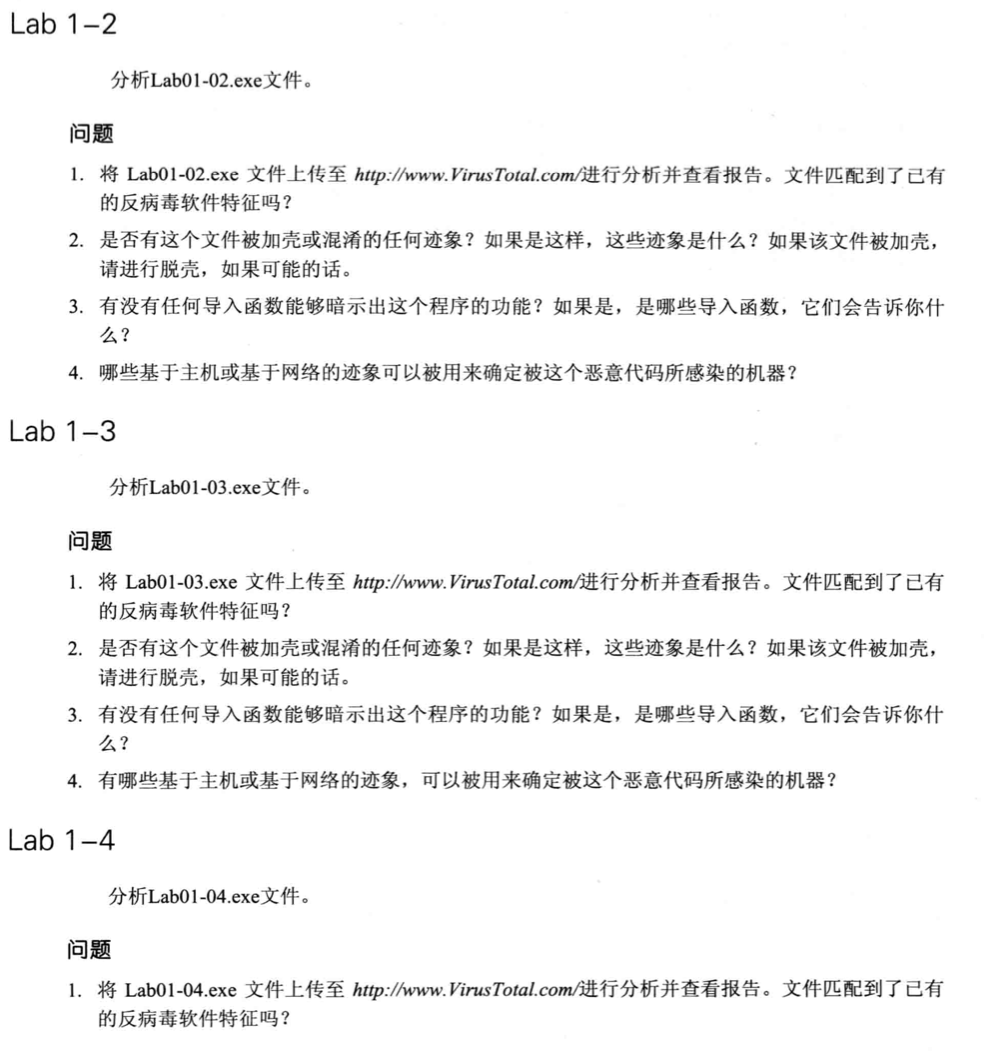 Lab 1–2
分析Lab01-02.exe文件。
问题
1. 将 Lab01-02.exe 文件上传至 http://www.VirusTotal.com/进行分析并查看报告。文件匹配到了已有
的反病毒软件特征吗？
2. 是否有这个文件被加壳或混淆的任何迹象？如果是这样，这些迹象是什么？如果该文件被加壳，
请进行脱壳，如果可能的话。
3. 有没有任何导入函数能够暗示出这个程序的功能？如果是，是哪些导入函数，它们会告诉你什
么？
4. 哪些基于主机或基于网络的迹象可以被用来确定被这个恶意代码所感染的机器？
Lab 1–3
分析Lab01-03.exe文件。
问题
1. 将 Lab01-03.exe 文件上传至 http://www.VirusTotal.com/进行分析并查看报告。文件匹配到了已有
的反病毒软件特征吗？
2. 是否有这个文件被加壳或混淆的任何迹象？如果是这样，这些迹象是什么？如果该文件被加壳，
请进行脱壳，如果可能的话。
3. 有没有任何导入函数能够暗示出这个程序的功能？如果是，是哪些导入函数，它们会告诉你什
么？
4. 有哪些基于主机或基于网络的迹象，可以被用来确定被这个恶意代码所感染的机器？
Lab 1–4
分析Lab01-04.exe文件。
问题
1. 将 Lab01-04.exe 文件上传至 http://www.VirusTotal.com/进行分析并查看报告。文件匹配到了已有
的反病毒软件特征吗？